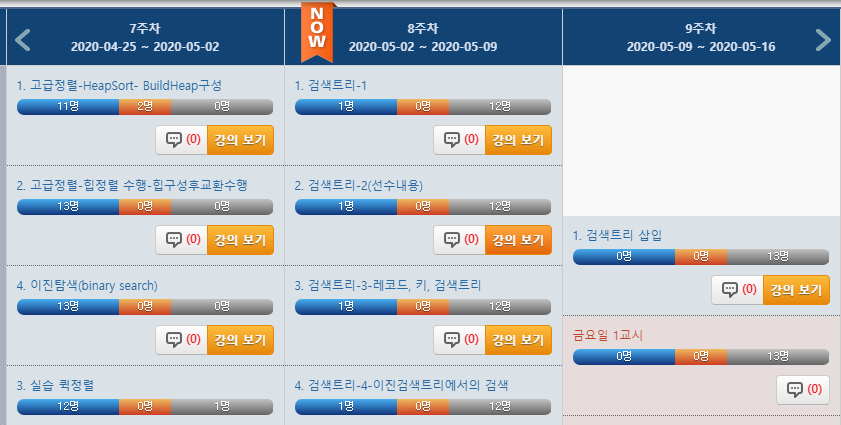 7주차
2020-04-25 ~ 2020-05-02
NOW
8주차
2020-05-02 ~ 2020-05-09
9주차
2020-05-09 ~ 2020-05-16
1. 고급정렬-HeapSort- BuildHeap구성
11명 2명 0명
(0) 강의 보기
2. 고급정렬-힙정렬 수행-힙구성후교환수행
13명 0명 0명
(0) 강의 보기
4. 이진탐색(binary search)
13명 0명 0명
(0) 강의 보기
3. 실습 퀵정렬
12명 0명 1명
1. 검색트리-1
1명 0명 12명
(0) 강의 보기
2. 검색트리-2(선수내용)
1명 0명 12명
(0) 강의 보기
3. 검색트리-3-레코드, 키, 검색트리
1명 0명 12명
(0) 강의 보기
4. 검색트리-4-이진검색트리에서의 검색
1명 0명 12명
1. 검색트리 삽입
0명 0명 13명
(0) 강의 보기
금요일 1교시
0명 0명 13명
(0)